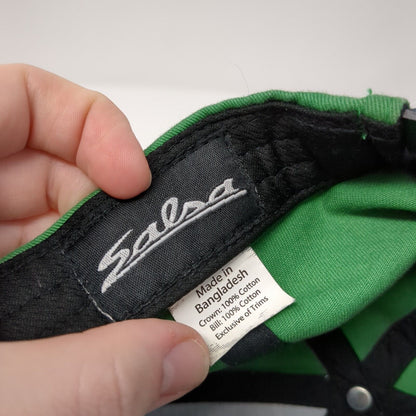 Salsa
Made in
Bangladesh
Crown: 100% Cotton
Bill: 100% Cotton
Exclusive of Trims